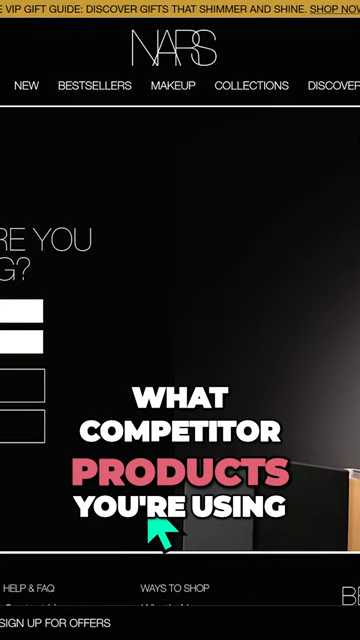 E VIP GIFT GUIDE: DISCOVER GIFTS THAT SHIMMER AND SHINE. SHOP NOW
NARS
NEW BESTSELLERS MAKEUP COLLECTIONS DISCOVER
RE YOU
G?
WHAT
COMPETITOR
PRODUCTS
YOU'RE USING
HELP & FAQ WAYS TO SHOP
BE
SIGN UP FOR OFFERS